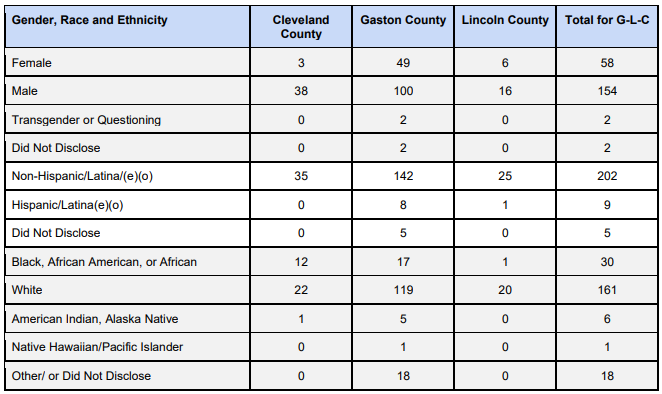 Gender, Race and Ethnicity Cleveland County Gaston County Lincoln County Total for G-L-C
Female 3 49 6 58
Male 38 100 16 154
Transgender or Questioning 0 2 0 2
Did Not Disclose 0 2 0 2
Non-Hispanic/Latina/(e)(o) 35 142 25 202
Hispanic/Latina(e)(o) 0 8 1 9
Did Not Disclose 0 5 0 5
Black, African American, or African 12 17 1 30
White 22 119 20 161
American Indian, Alaska Native 1 5 0 6
Native Hawaiian/Pacific Islander 0 1 0 1
Other/ or Did Not Disclose 0 18 0 18